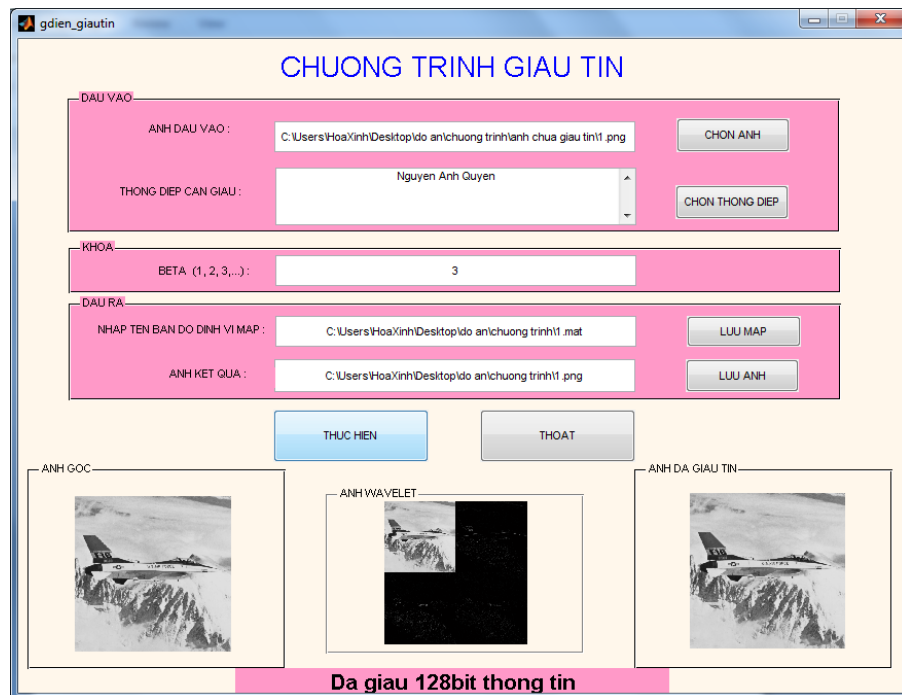 gdien_giautin
CHUONG TRINH GIAU TIN
DAU VAO
ANH DAU VAO :
C:\Users\HoaXinh\Desktop\do an\chuong trinh\anh chua giau tin\1.png
CHON ANH
THONG DIEP CAN GIAU :
Nguyen Anh Quyen
CHON THONG DIEP
KHOA
BETA (1, 2, 3,...) :
3
DAU RA
NHAP TEN BAN DO DINH VI MAP :
C:\Users\HoaXinh\Desktop\do an\chuong trinh\1.mat
LUU MAP
ANH KET QUA :
C:\Users\HoaXinh\Desktop\do an\chuong trinh\1.png
LUU ANH
THUC HIEN
THOAT
ANH GOC
ANH WAVELET
ANH DA GIAU TIN
Da giau 128bit thong tin